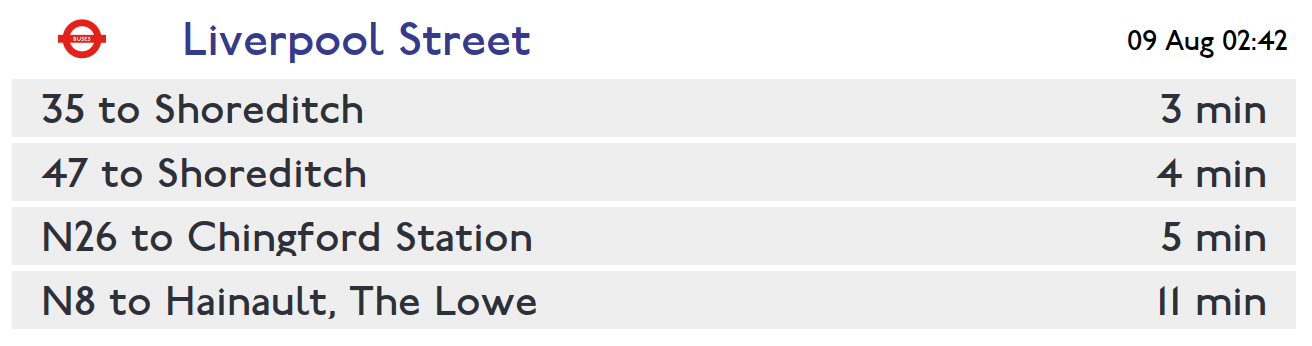 BUSES Liverpool Street 09 Aug 02:42
35 to Shoreditch 3 min
47 to Shoreditch 4 min
N26 to Chingford Station 5 min
N8 to Hainault, The Lowe 11 min